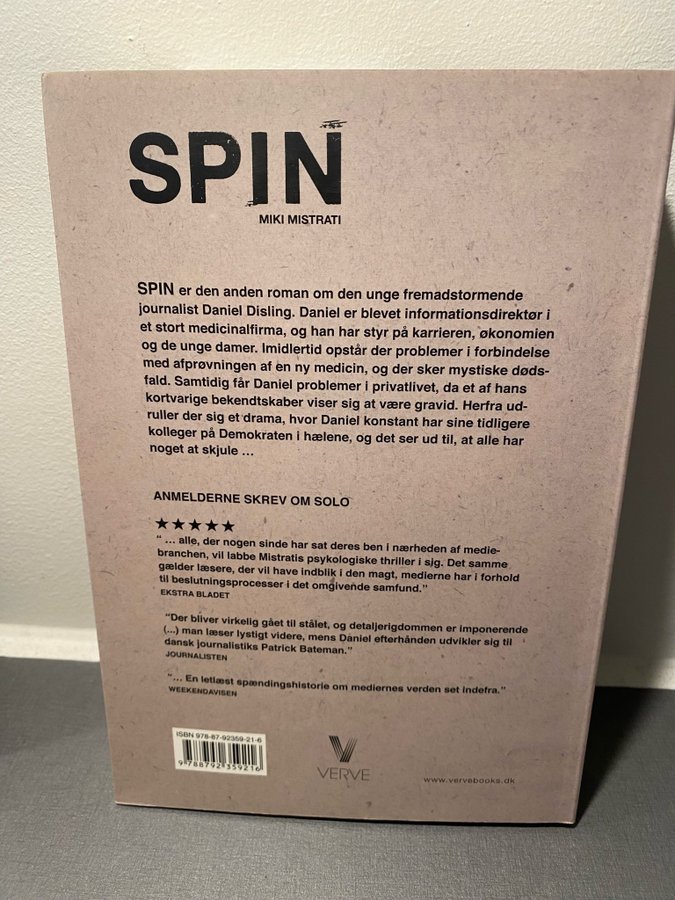 SPIN
MIKI MISTRATI
SPIN er den anden roman om den unge fremadstormende
journalist Daniel Disling. Daniel er blevet informationsdirektør i
et stort medicinalfirma, og han har styr på karrieren, økonomien
og de unge damer. Imidlertid opstår der problemer i forbindelse
med afprøvningen af en ny medicin, og der sker mystiske døds-
fald. Samtidig får Daniel problemer i privatlivet, da et af hans
kortvarige bekendtskaber viser sig at være gravid. Herfra ud-
ruller der sig et drama, hvor Daniel konstant har sine tidligere
kolleger på Demokraten i hælene, og det ser ud til, at alle har
noget at skjule ...
ANMELDERNE SKREV OM SOLO
★★★★★
" ... alle, der nogen sinde har sat deres ben i nærheden af medie-
branchen, vil labbe Mistratis psykologiske thriller i sig. Det samme
gælder læsere, der vil have indblik i den magt, medierne har i forhold
til beslutningsprocesser i det omgivende samfund."
EKSTRA BLADET
"Der bliver virkelig gået til stålet, og detaljerigdommen er imponerende
(...) man læser lystigt videre, mens Daniel efterhånden udvikler sig til
dansk journalistiks Patrick Bateman."
JOURNALISTEN
"... En letlæst spændingshistorie om mediernes verden set indefra."
WEEKENDAVISEN
ISBN 978-87-92359-21-6
9 788792 359216
VERVE
www.vervebooks.dk